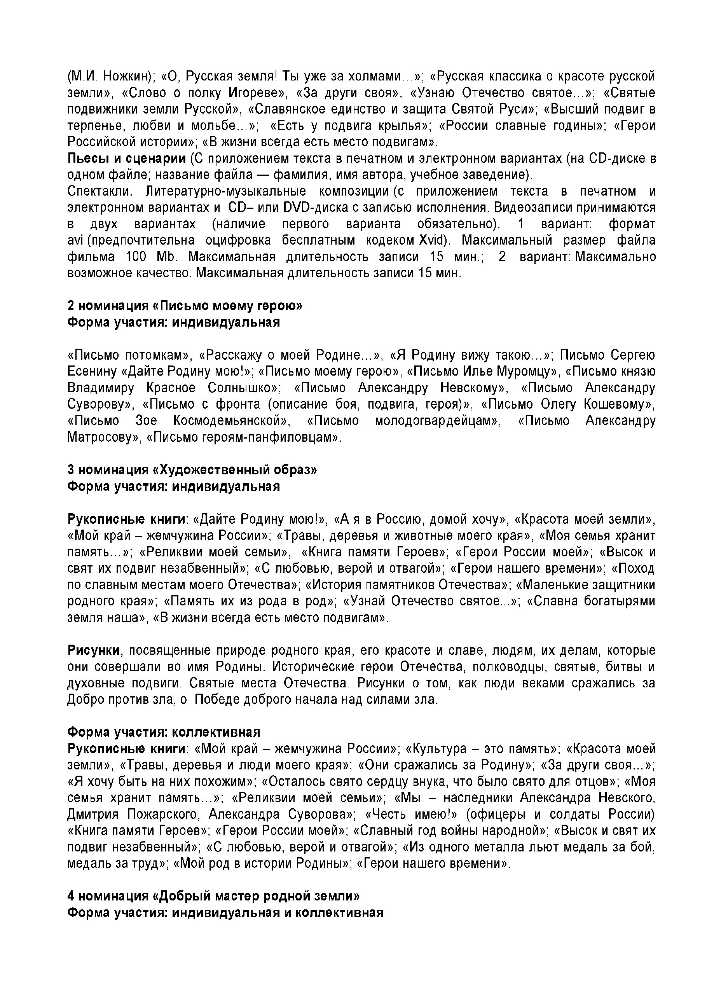 (М.И. Ножкин); «О, Русская земля! Ты уже за холмами...»; «Русская классика о красоте русской
земли», «Слово о полку Игореве», «За други своя», «Узнаю Отечество святое...»; «Святые
подвижники земли Русской», «Славянское единство и защита Святой Руси»; «Высший подвиг в
терпенье, любви и мольбе...»; «Есть у подвига крылья»; «России славные годины»; «Герои
Российской истории»; «В жизни всегда есть место подвигам».
Пьесы и сценарии (С приложением текста в печатном и электронном вариантах (на CD-диске в
одном файле; название файла — фамилия, имя автора, учебное заведение).
Спектакли. Литературно-музыкальные композиции (с приложением текста в печатном и
электронном вариантах и CD– или DVD-диска с записью исполнения. Видеозаписи принимаются
в двух вариантах (наличие первого варианта обязательно). 1 вариант: формат
avi (предпочтительна оцифровка бесплатным кодеком Xvid). Максимальный размер файла
фильма 100 Mb. Максимальная длительность записи 15 мин.; 2 вариант: Максимально
возможное качество. Максимальная длительность записи 15 мин.
2 номинация «Письмо моему герою»
Форма участия: индивидуальная
«Письмо потомкам», «Расскажу о моей Родине...», «Я Родину вижу такою...»; Письмо Сергею
Есенину «Дайте Родину мою!»; «Письмо моему герою», «Письмо Илье Муромцу», «Письмо князю
Владимиру Красное Солнышко»; «Письмо Александру Невскому», «Письмо Александру
Суворову», «Письмо с фронта (описание боя, подвига, героя)», «Письмо Олегу Кошевому»,
«Письмо Зое Космодемьянской», «Письмо молодогвардейцам», «Письмо Александру
Матросову», «Письмо героям-панфиловцам».
3 номинация «Художественный образ»
Форма участия: индивидуальная
Рукописные книги: «Дайте Родину мою!», «А я в Россию, домой хочу», «Красота моей земли»,
«Мой край – жемчужина России»; «Травы, деревья и животные моего края», «Моя семья хранит
память...»; «Реликвии моей семьи», «Книга памяти Героев»; «Герои России моей»; «Высок и
свят их подвиг незабвенный»; «С любовью, верой и отвагой»; «Герои нашего времени»; «Поход
по славным местам моего Отечества»; «История памятников Отечества»; «Маленькие защитники
родного края»; «Память их из рода в род»; «Узнай Отечество святое...»; «Славна богатырями
земля наша», «В жизни всегда есть место подвигам».
Рисунки, посвященные природе родного края, его красоте и славе, людям, их делам, которые
они совершали во имя Родины. Исторические герои Отечества, полководцы, святые, битвы и
духовные подвиги. Святые места Отечества. Рисунки о том, как люди веками сражались за
Добро против зла, о Победе доброго начала над силами зла.
Форма участия: коллективная
Рукописные книги: «Мой край – жемчужина России»; «Культура – это память»; «Красота моей
земли», «Травы, деревья и люди моего края»; «Они сражались за Родину»; «За други своя...»;
«Я хочу быть на них похожим»; «Осталось свято сердцу внука, что было свято для отцов»; «Моя
семья хранит память...»; «Реликвии моей семьи»; «Мы – наследники Александра Невского,
Дмитрия Пожарского, Александра Суворова»; «Честь имею!» (офицеры и солдаты России)
«Книга памяти Героев»; «Герои России моей»; «Славный год войны народной»; «Высок и свят их
подвиг незабвенный»; «С любовью, верой и отвагой»; «Из одного металла льют медаль за бой,
медаль за труд»; «Мой род в истории Родины»; «Герои нашего времени».
4 номинация «Добрый мастер родной земли»
Форма участия: индивидуальная и коллективная